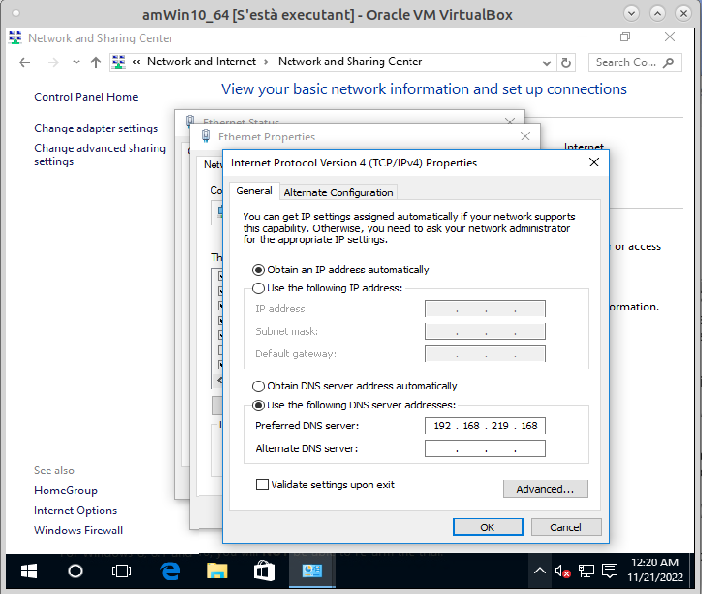 amWin10_64 [S'està executant] - Oracle VM VirtualBox
Network and Sharing Center
« Network and Internet > Network and Sharing Center
Search Co...
Control Panel Home
View your basic network information and set up connections
Change adapter settings
Change advanced sharing
settings
Ethernet Status
Internet
Ethernet Properties
Internet Protocol Version 4 (TCP/IPv4) Properties
General
Alternate Configuration
You can get IP settings assigned automatically if your network supports
this capability. Otherwise, you need to ask your network administrator
for the appropriate IP settings.
or access
Obtain an IP address automatically
Use the following IP address:
IP address
Subnet mask:
Default gateway:
Obtain DNS server address automatically
Use the following DNS server addresses:
Preferred DNS server:
192 . 168 . 219 . 168
Alternate DNS server:
Validate settings upon exit
Advanced...
OK
Cancel
See also
HomeGroup
Internet Options
Windows Firewall
12:20 AM
11/21/2022